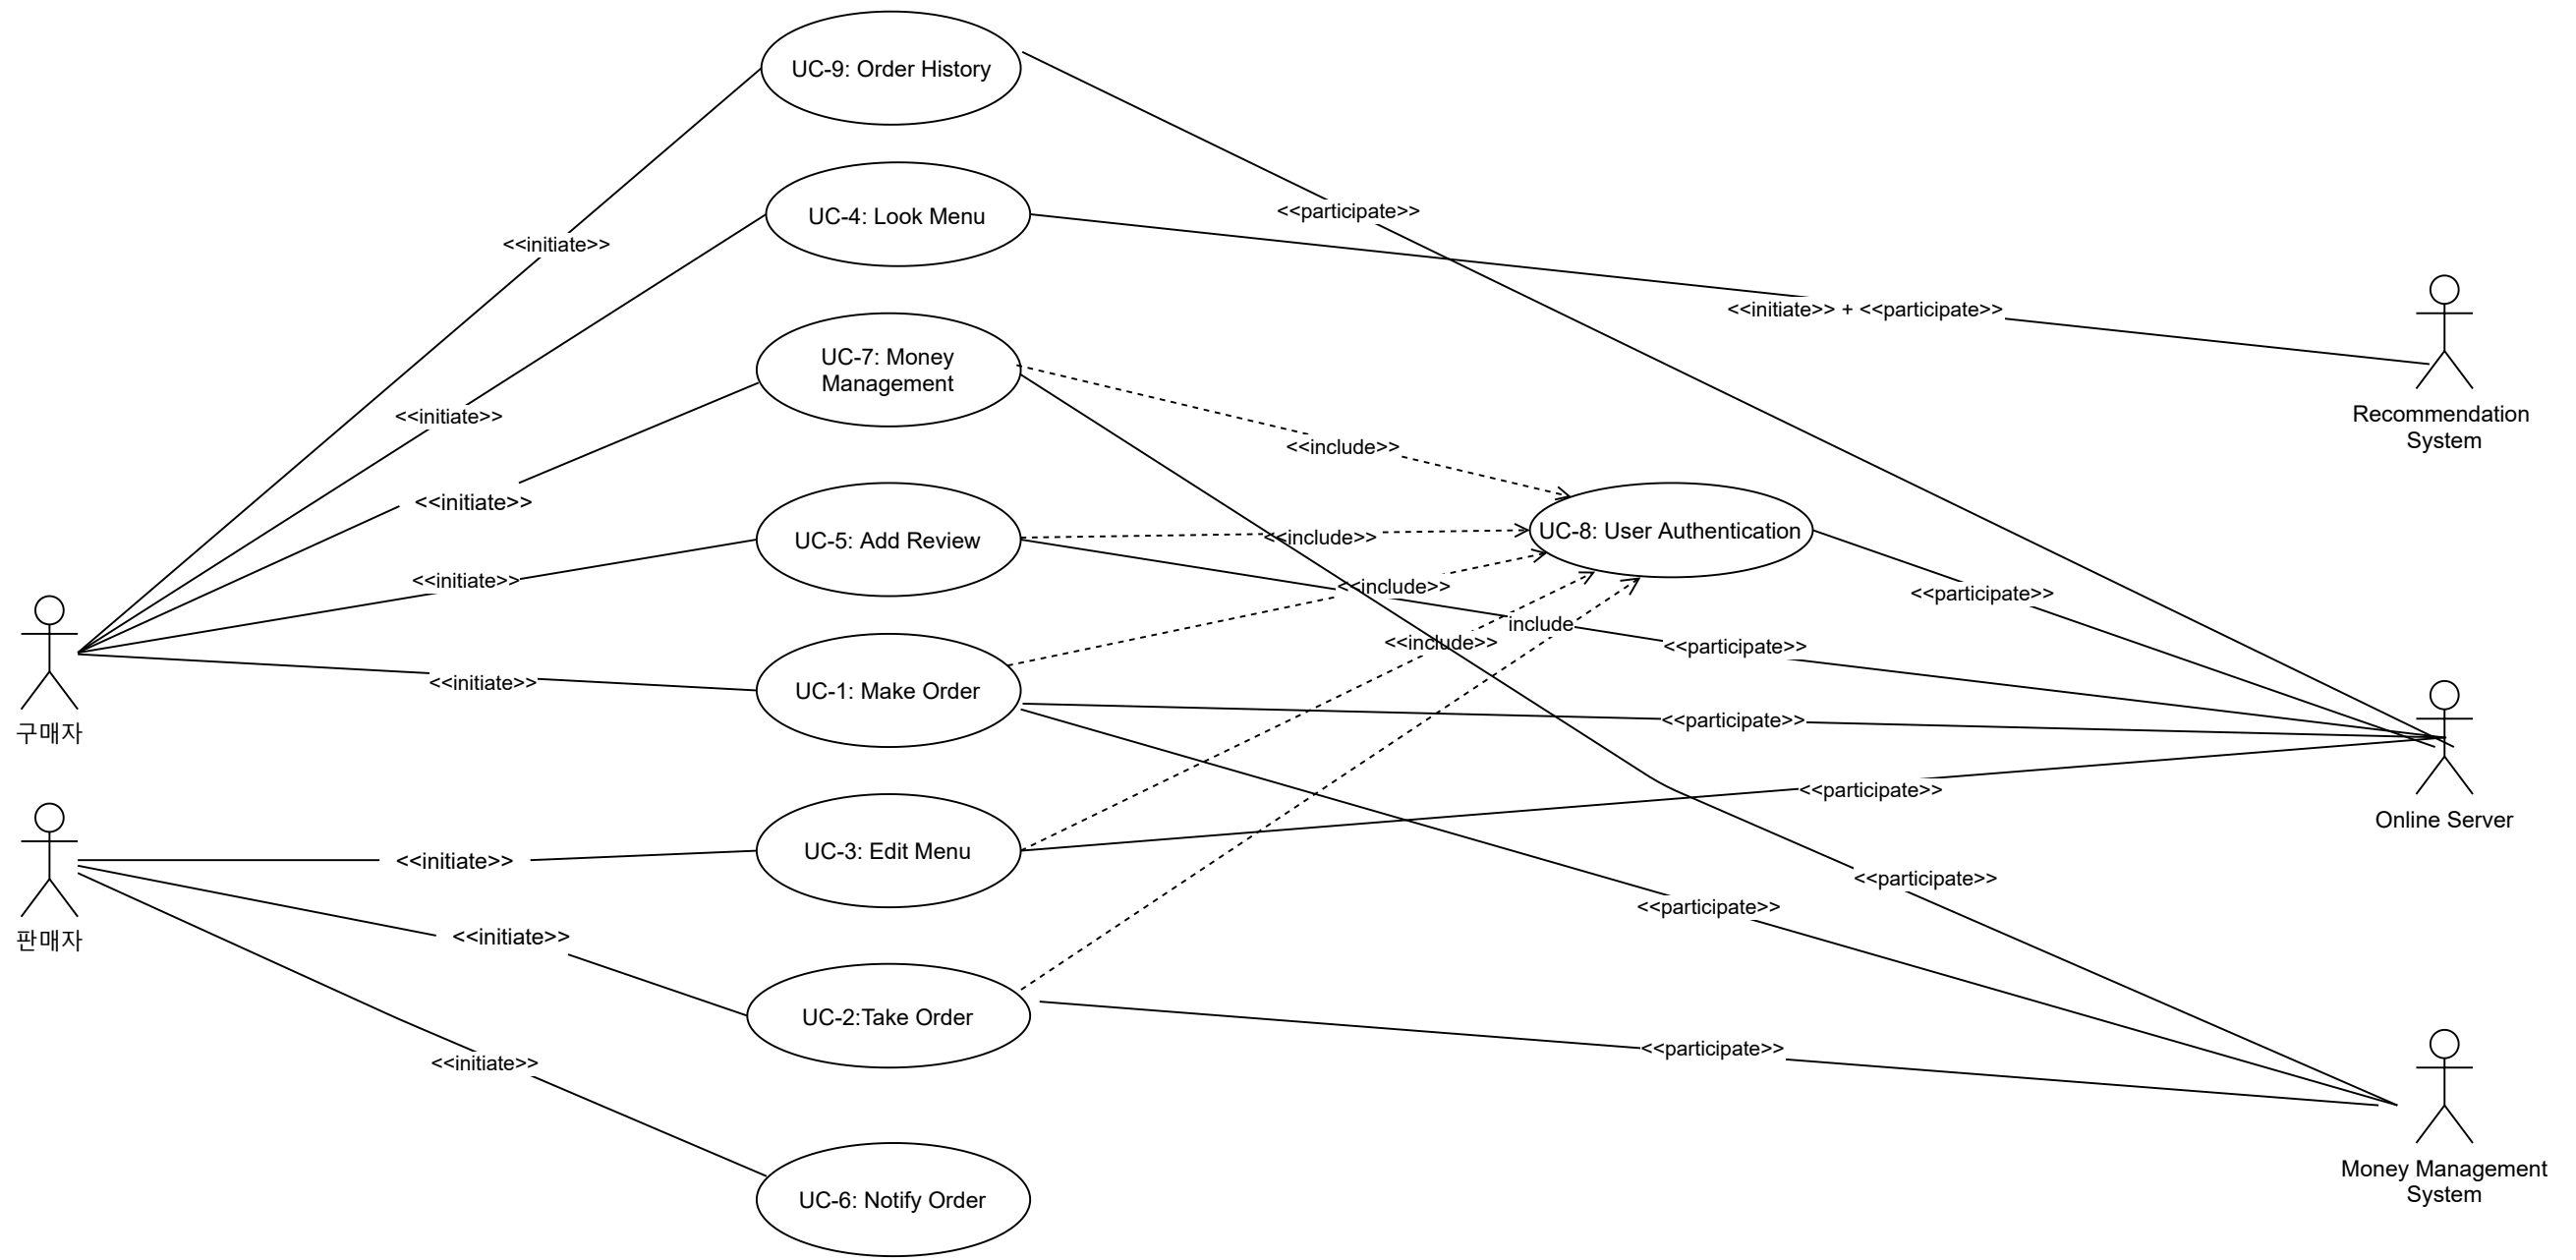 UC-9: Order History
<<participate>>
UC-4: Look Menu
<<initiate>>
<<initiate>> + <<participate>>
UC-7: Money
Management
Recommendation
System
<<initiate>>
<<include>>
<<initiate>>
UC-5: Add Review
<<include>>
UC-8: User Authentication
<<initiate>>
<<include>>
<<participate>>
include
<<include>>
<<participate>>
<<initiate>>
UC-1: Make Order
<<participate>>
구매자
<<participate>>
Online Server
<<initiate>>
UC-3: Edit Menu
<<participate>>
<<participate>>
판매자
<<initiate>>
UC-2:Take Order
<<participate>>
<<initiate>>
Money Management
System
UC-6: Notify Order